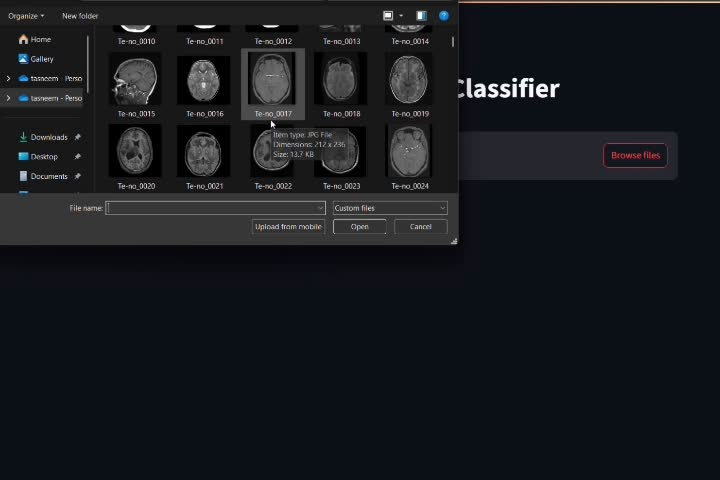 Organize New folder
Te-no_0010 Te-no_0011 Te-no_0012 Te-no_0013 Te-no_0014
Home
Gallery
tasneem - Perso
tasneem - Perso
Te-no_0015 Te-no_0016 Te-no_0017 Te-no_0018 Te-no_0019
Item type: JPG File
Dimensions: 212 x 236
Size: 13.7 KB
Downloads
Desktop
Documents
Te-no_0020 Te-no_0021 Te-no_0022 Te-no_0023 Te-no_0024
File name: Custom files
Upload from mobile Open Cancel
Classifier
Browse files